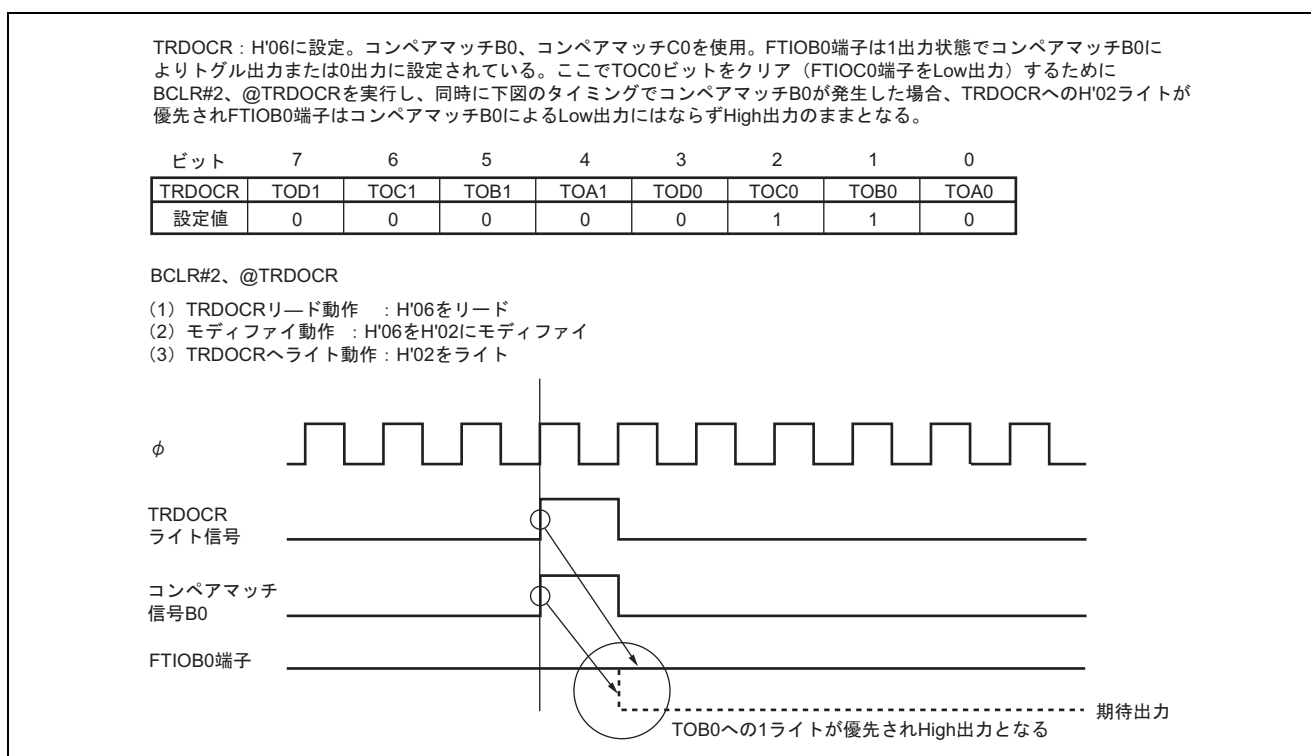 TRDOCR：H'06に設定。コンペアマッチB0、コンペアマッチC0を使用。FTIOB0端子は1出力状態でコンペアマッチB0に
よりトグル出力または0出力に設定されている。ここでTOC0ビットをクリア（FTIOC0端子をLow出力）するために
BCLR#2、@TRDOCRを実行し、同時に下図のタイミングでコンペアマッチB0が発生した場合、TRDOCRへのH'02ライトが
優先されFTIOB0端子はコンペアマッチB0によるLow出力にはならずHigh出力のままとなる。
ビット 7 6 5 4 3 2 1 0
TRDOCR TOD1 TOC1 TOB1 TOA1 TOD0 TOC0 TOB0 TOA0
設定値 0 0 0 0 0 1 1 0
BCLR#2、@TRDOCR
（1）TRDOCRリ―ド動作　：H'06をリード
（2）モディファイ動作　：H'06をH'02にモディファイ
（3）TRDOCRへライト動作：H'02をライト
φ
TRDOCR
ライト信号
コンペアマッチ
信号B0
FTIOB0端子
期待出力
TOB0への1ライトが優先されHigh出力となる